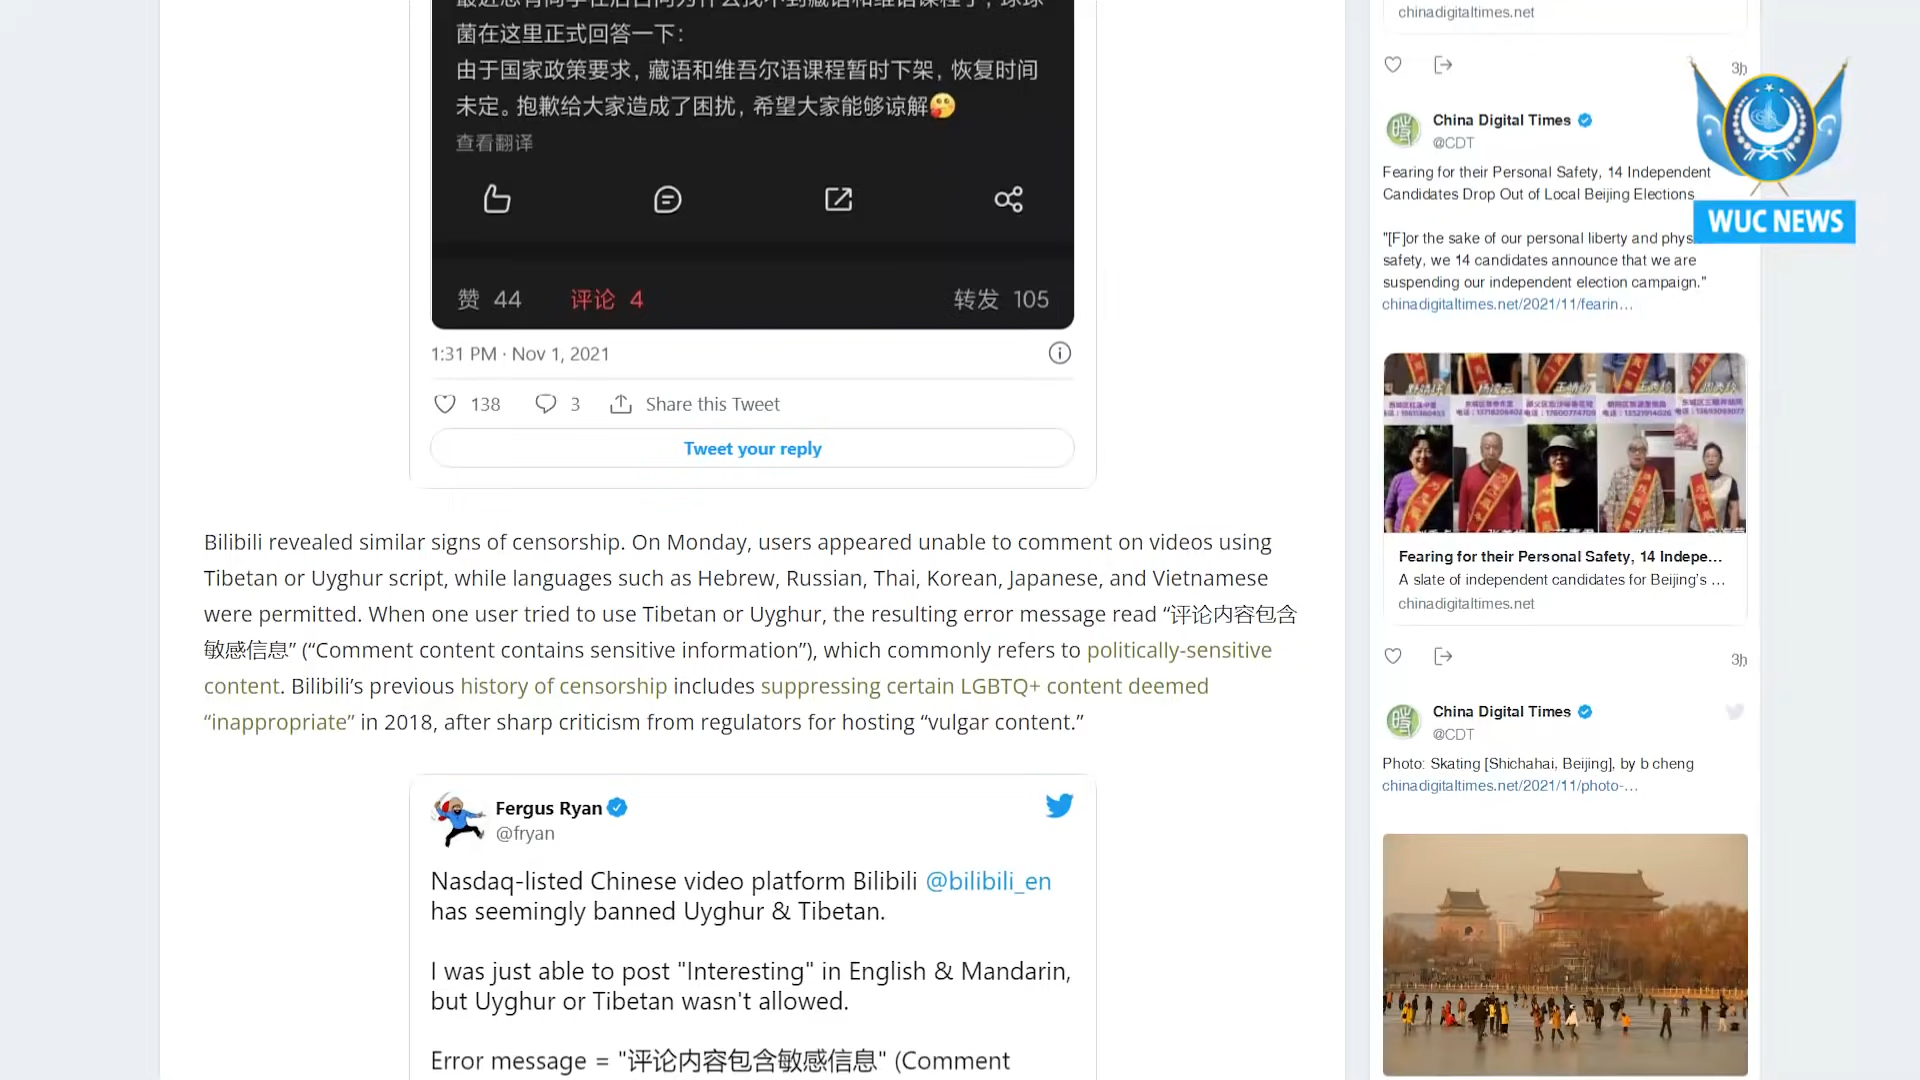 菌在这里正式回答一下：
由于国家政策要求，藏语和维吾尔语课程暂时下架，恢复时间
未定。抱歉给大家造成了困扰，希望大家能够谅解
查看翻译
赞 44 评论 4 转发 105
1:31 PM · Nov 1, 2021
138 3 Share this Tweet
Tweet your reply
Bilibili revealed similar signs of censorship. On Monday, users appeared unable to comment on videos using
Tibetan or Uyghur script, while languages such as Hebrew, Russian, Thai, Korean, Japanese, and Vietnamese
were permitted. When one user tried to use Tibetan or Uyghur, the resulting error message read “评论内容包含
敏感信息” (“Comment content contains sensitive information”), which commonly refers to politically-sensitive
content. Bilibili’s previous history of censorship includes suppressing certain LGBTQ+ content deemed
“inappropriate” in 2018, after sharp criticism from regulators for hosting “vulgar content.”
Fergus Ryan
@fryan
Nasdaq-listed Chinese video platform Bilibili @bilibili_en
has seemingly banned Uyghur & Tibetan.
I was just able to post "Interesting" in English & Mandarin,
but Uyghur or Tibetan wasn't allowed.
Error message = "评论内容包含敏感信息" (Comment
chinadigitaltimes.net
3h
China Digital Times
@CDT
Fearing for their Personal Safety, 14 Independent
Candidates Drop Out of Local Beijing Elections
"[F]or the sake of our personal liberty and phys
safety, we 14 candidates announce that we are
suspending our independent election campaign."
chinadigitaltimes.net/2021/11/fearin…
Fearing for their Personal Safety, 14 Indepe…
A slate of independent candidates for Beijing’s …
chinadigitaltimes.net
3h
China Digital Times
@CDT
Photo: Skating [Shichahai, Beijing], by b cheng
chinadigitaltimes.net/2021/11/photo-…
WUC NEWS